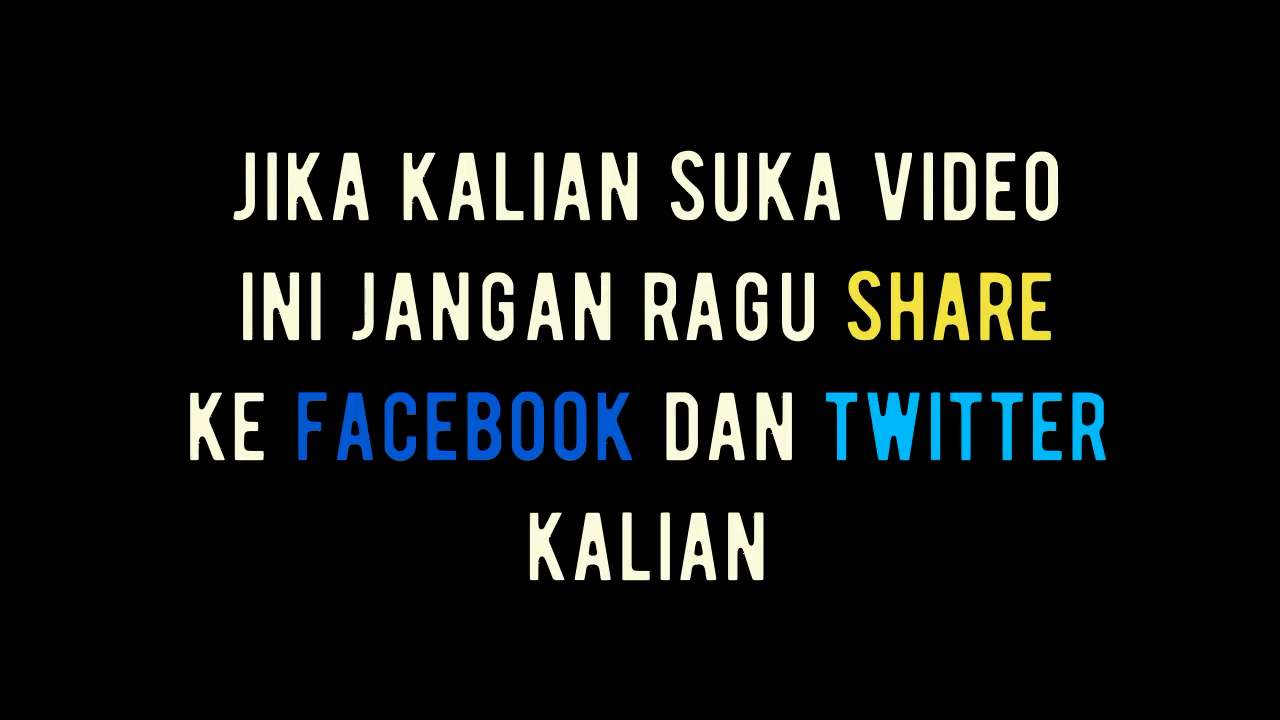 JIKA KALIAN SUKA VIDEO
INI JANGAN RAGU SHARE
KE FACEBOOK DAN TWITTER
KALIAN